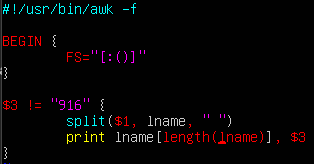 #!/usr/bin/awk -f
BEGIN {
FS="[:()]"
}
$3 != "916" {
split($1, lname, " ")
print lname[length(lname)], $3
}